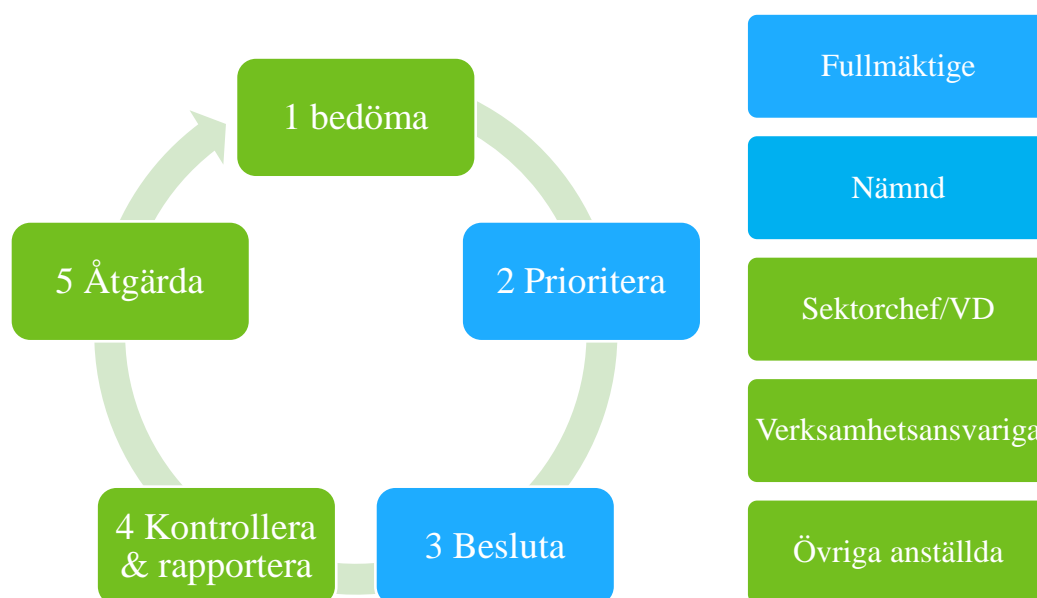 1 bedöma
2 Prioritera
3 Besluta
4 Kontrollera
& rapportera
5 Åtgärda
Fullmäktige
Nämnd
Sektorchef/VD
Verksamhetsansvariga
Övriga anställda